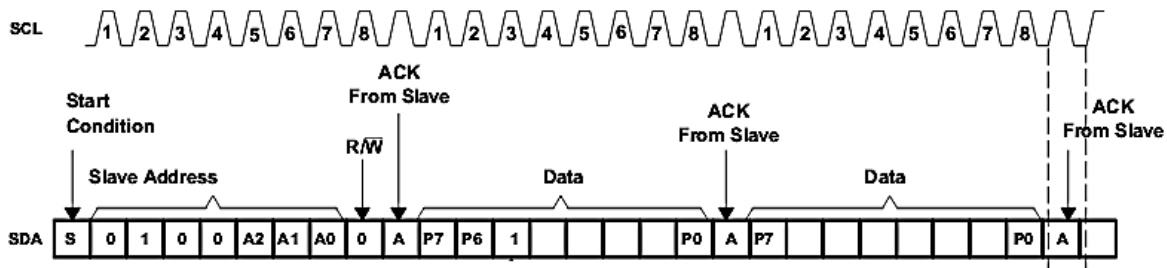 SCL 1 2 3 4 5 6 7 8 1 2 3 4 5 6 7 8 1 2 3 4 5 6 7 8
ACK
From Slave
Start
Condition
ACK
From Slave
ACK
From Slave
R/W̅
Slave Address
Data
Data
SDA S 0 1 0 0 A2 A1 A0 0 A P7 P6 1 P0 A P7 P0 A